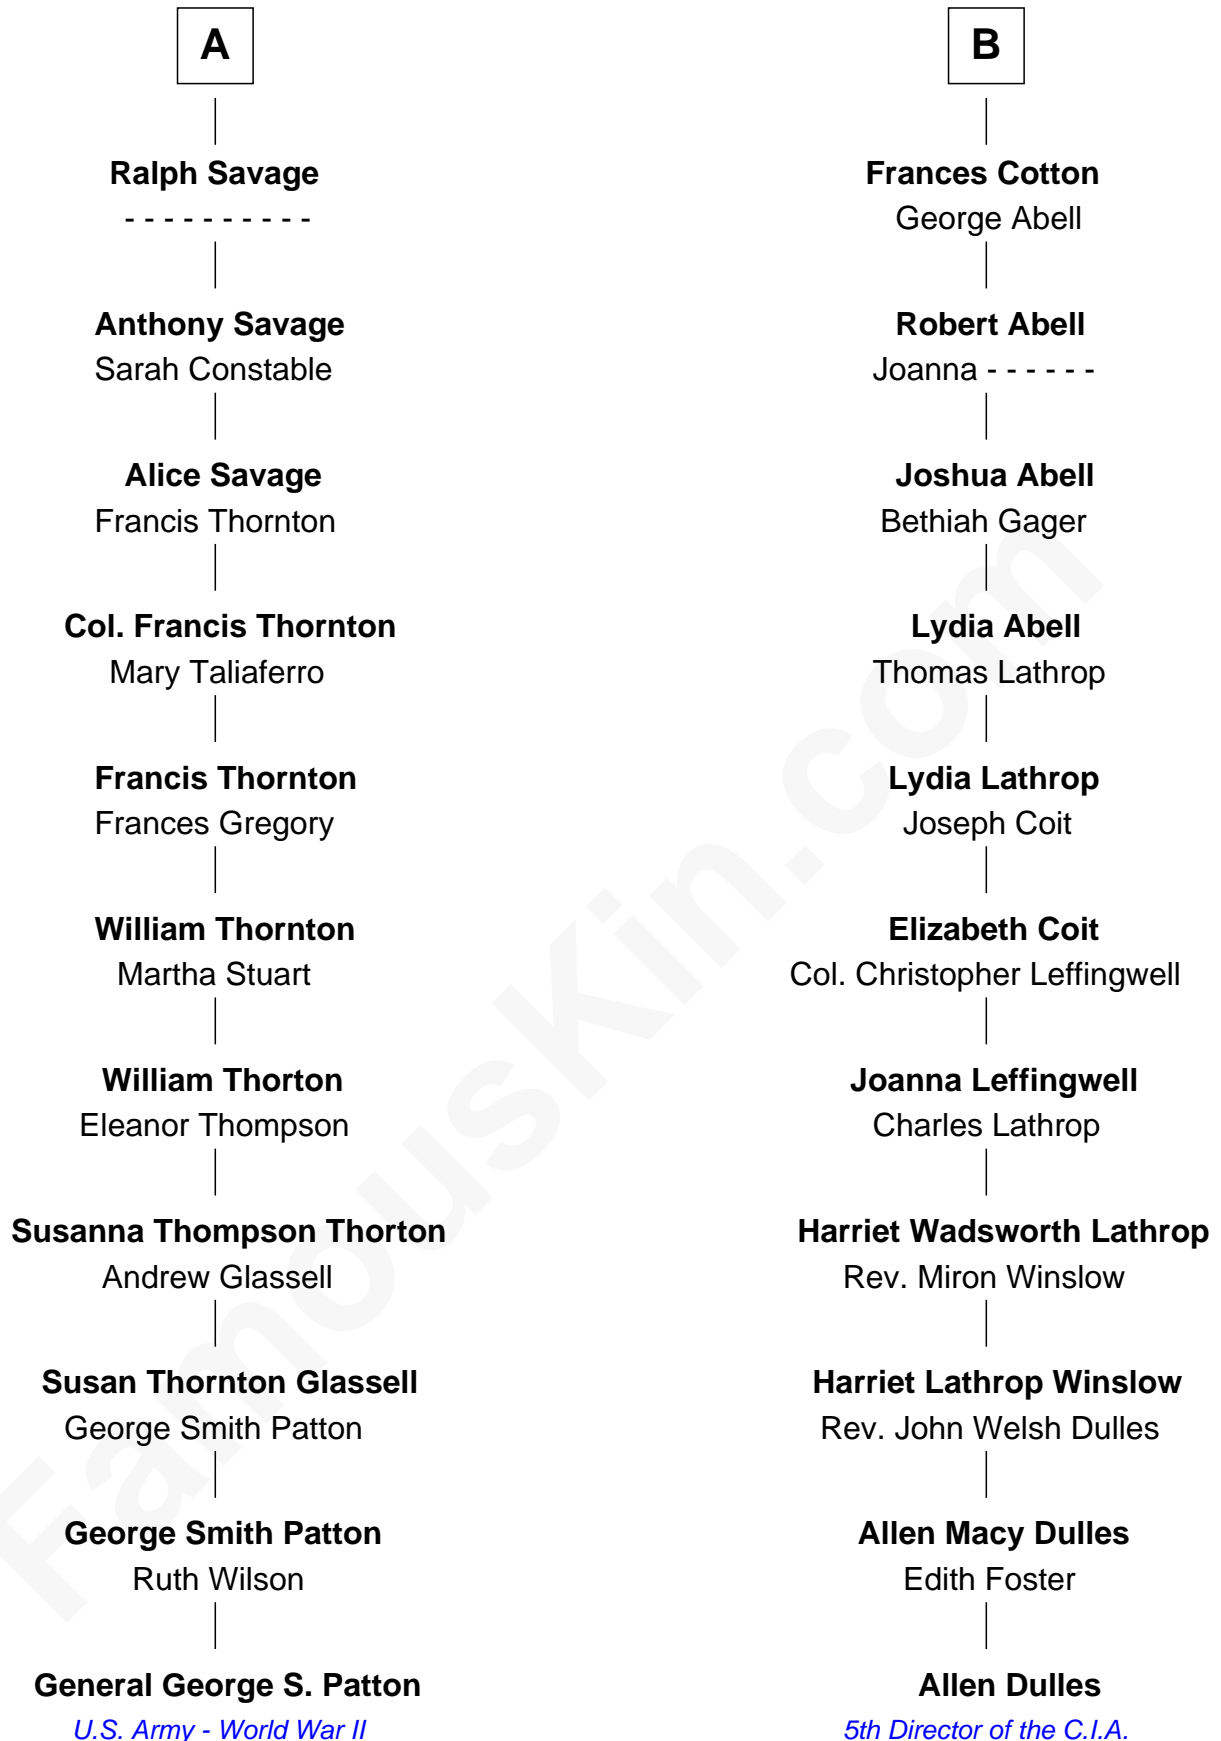 A
Ralph Savage
- - - - - - - - - -
Anthony Savage
Sarah Constable
Alice Savage
Francis Thornton
Col. Francis Thornton
Mary Taliaferro
Francis Thornton
Frances Gregory
William Thornton
Martha Stuart
William Thorton
Eleanor Thompson
Susanna Thompson Thorton
Andrew Glassell
Susan Thornton Glassell
George Smith Patton
George Smith Patton
Ruth Wilson
General George S. Patton
U.S. Army - World War II
B
Frances Cotton
George Abell
Robert Abell
Joanna - - - - - -
Joshua Abell
Bethiah Gager
Lydia Abell
Thomas Lathrop
Lydia Lathrop
Joseph Coit
Elizabeth Coit
Col. Christopher Leffingwell
Joanna Leffingwell
Charles Lathrop
Harriet Wadsworth Lathrop
Rev. Miron Winslow
Harriet Lathrop Winslow
Rev. John Welsh Dulles
Allen Macy Dulles
Edith Foster
Allen Dulles
5th Director of the C.I.A.
FamousKin.com